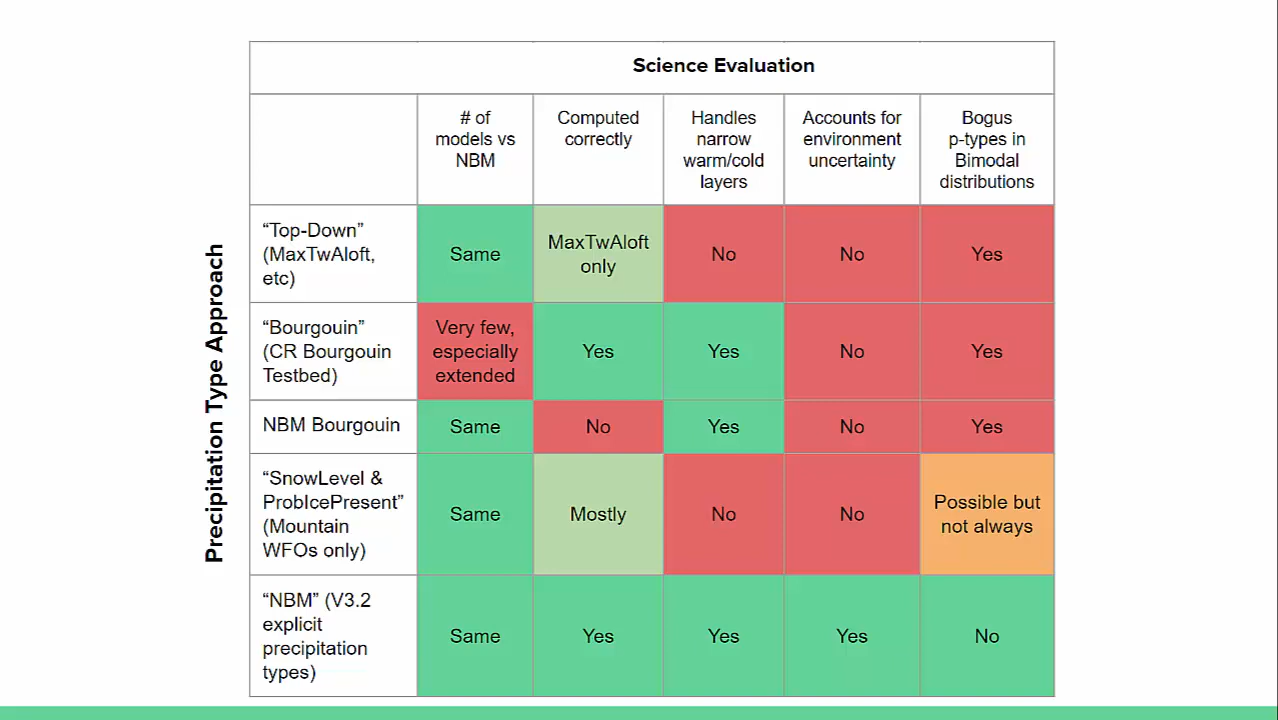 Science Evaluation
# of
models vs
NBM
Computed
correctly
Handles
narrow
warm/cold
layers
Accounts for
environment
uncertainty
Bogus
p-types in
Bimodal
distributions
Precipitation Type Approach
“Top-Down”
(MaxTwAloft,
etc)
Same
MaxTwAloft
only
No
No
Yes
“Bourgouin”
(CR Bourgouin
Testbed)
Very few,
especially
extended
Yes
Yes
No
Yes
NBM Bourgouin
Same
No
Yes
No
Yes
“SnowLevel &
ProbIcePresent”
(Mountain
WFOs only)
Same
Mostly
No
No
Possible but
not always
“NBM” (V3.2
explicit
precipitation
types)
Same
Yes
Yes
Yes
No